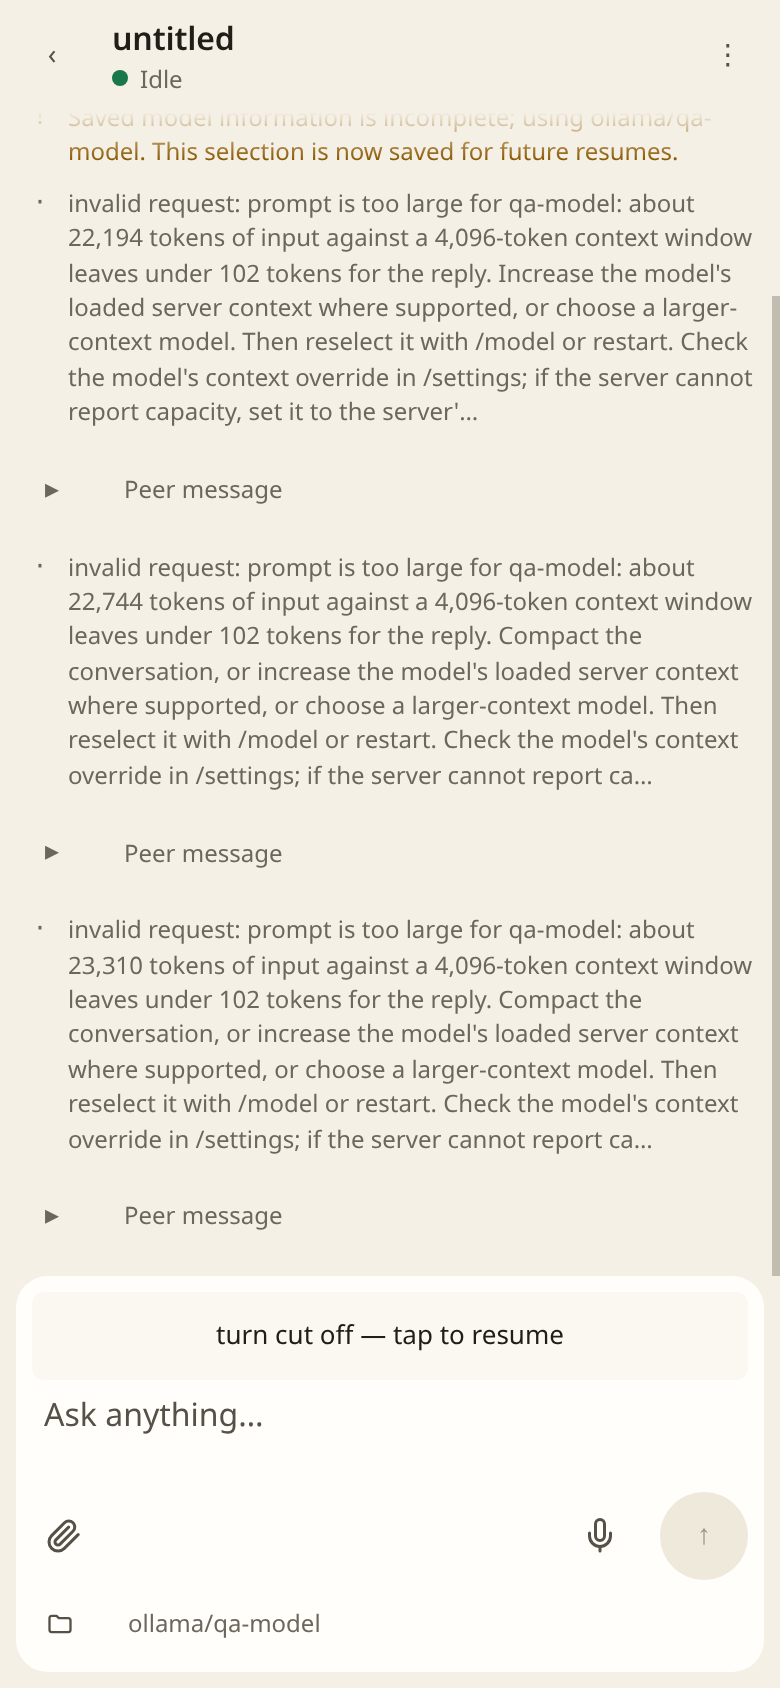 ‹
untitled
⋮
Idle
! Saved model information is incomplete; using ollama/qa-
model. This selection is now saved for future resumes.
· invalid request: prompt is too large for qa-model: about
22,194 tokens of input against a 4,096-token context window
leaves under 102 tokens for the reply. Increase the model's
loaded server context where supported, or choose a larger-
context model. Then reselect it with /model or restart. Check
the model's context override in /settings; if the server cannot
report capacity, set it to the server'...
▶ Peer message
· invalid request: prompt is too large for qa-model: about
22,744 tokens of input against a 4,096-token context window
leaves under 102 tokens for the reply. Compact the
conversation, or increase the model's loaded server context
where supported, or choose a larger-context model. Then
reselect it with /model or restart. Check the model's context
override in /settings; if the server cannot report ca...
▶ Peer message
· invalid request: prompt is too large for qa-model: about
23,310 tokens of input against a 4,096-token context window
leaves under 102 tokens for the reply. Compact the
conversation, or increase the model's loaded server context
where supported, or choose a larger-context model. Then
reselect it with /model or restart. Check the model's context
override in /settings; if the server cannot report ca...
▶ Peer message
turn cut off — tap to resume
Ask anything...
↑
ollama/qa-model